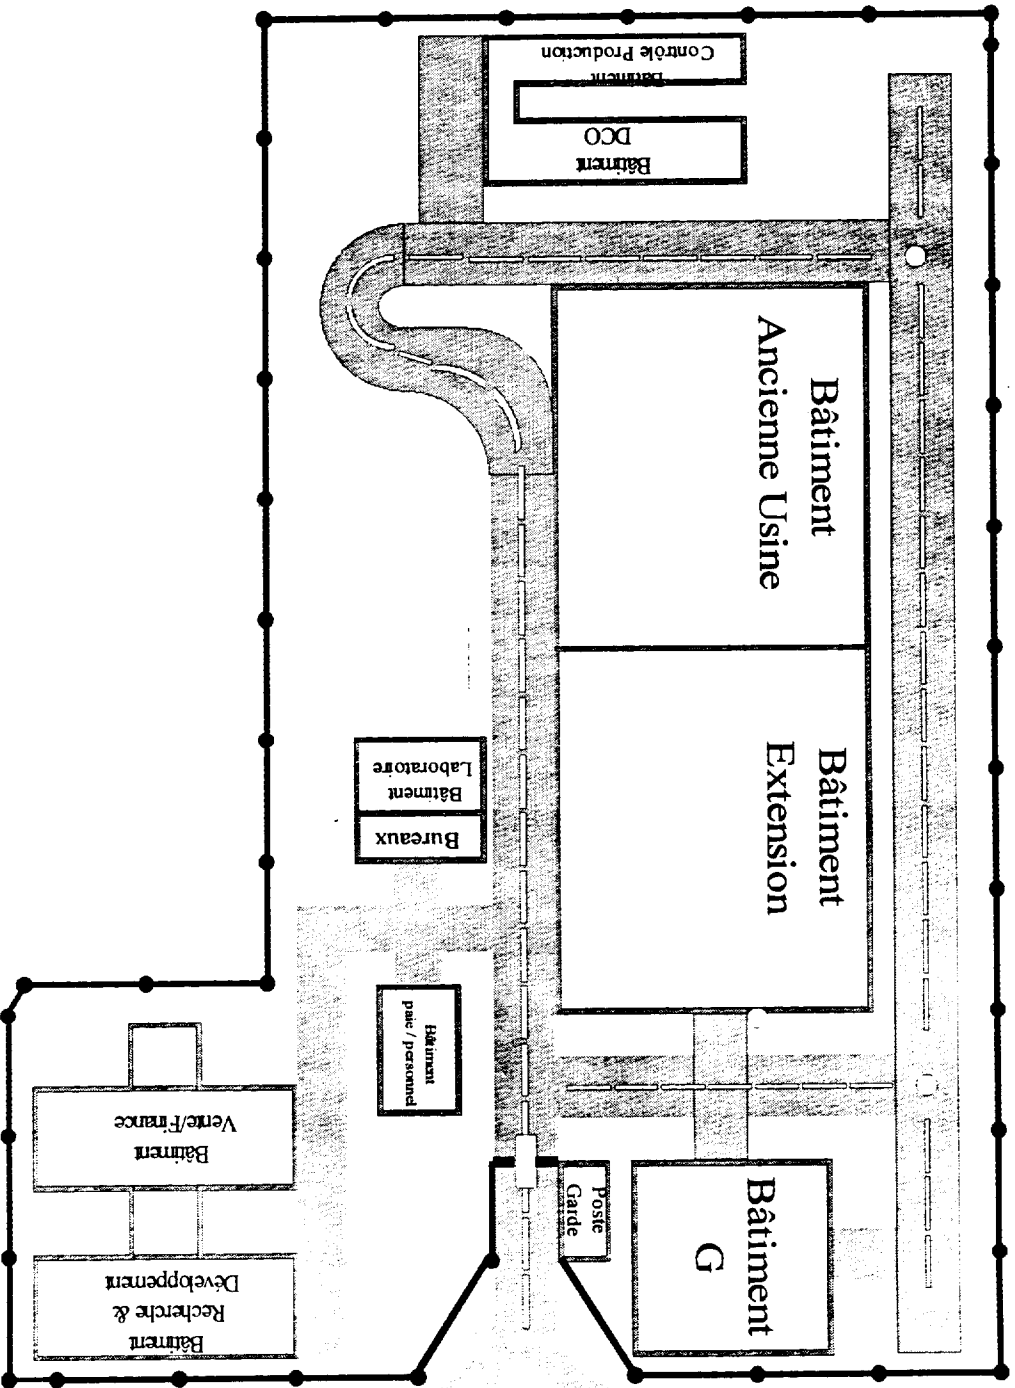 Bâtiment
Contrôle Production
Bâtiment
DCO
Bâtiment
Ancienne Usine
Bâtiment
Extension
Bâtiment
Laboratoire
Bureaux
Bâtiment
paie / personnel
Poste
Garde
Bâtiment
G
Bâtiment
Vente/Finance
Bâtiment
Recherche &
Développement